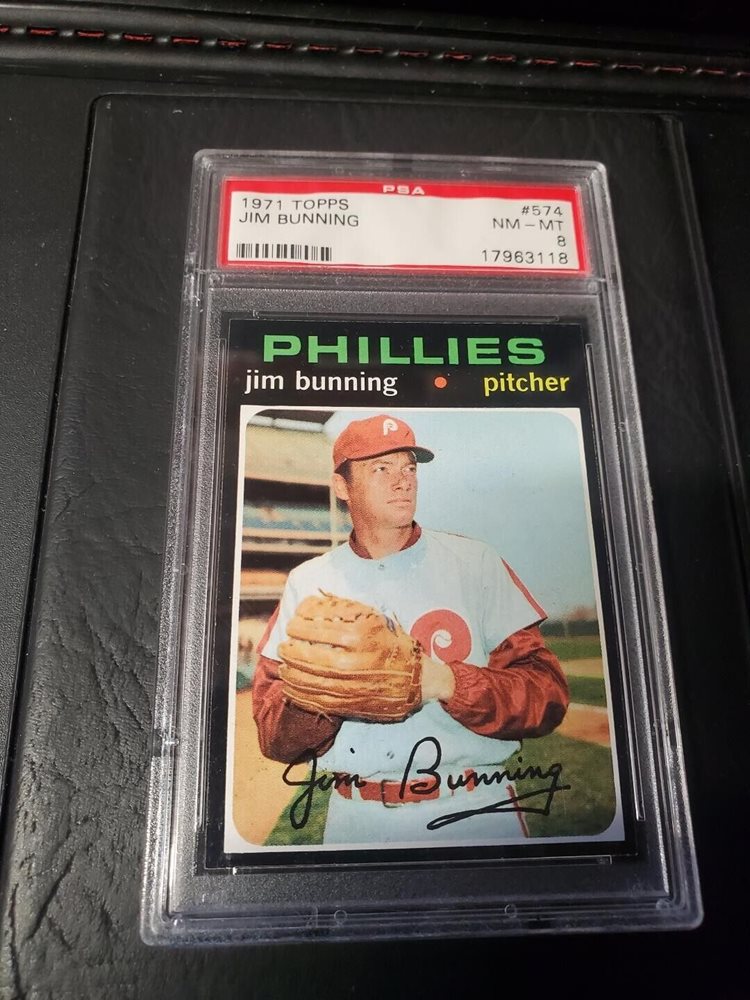 PSA
1971 TOPPS #574
JIM BUNNING NM-MT
8
17963118
PHILLIES
jim bunning • pitcher
P
P
Jim Bunning